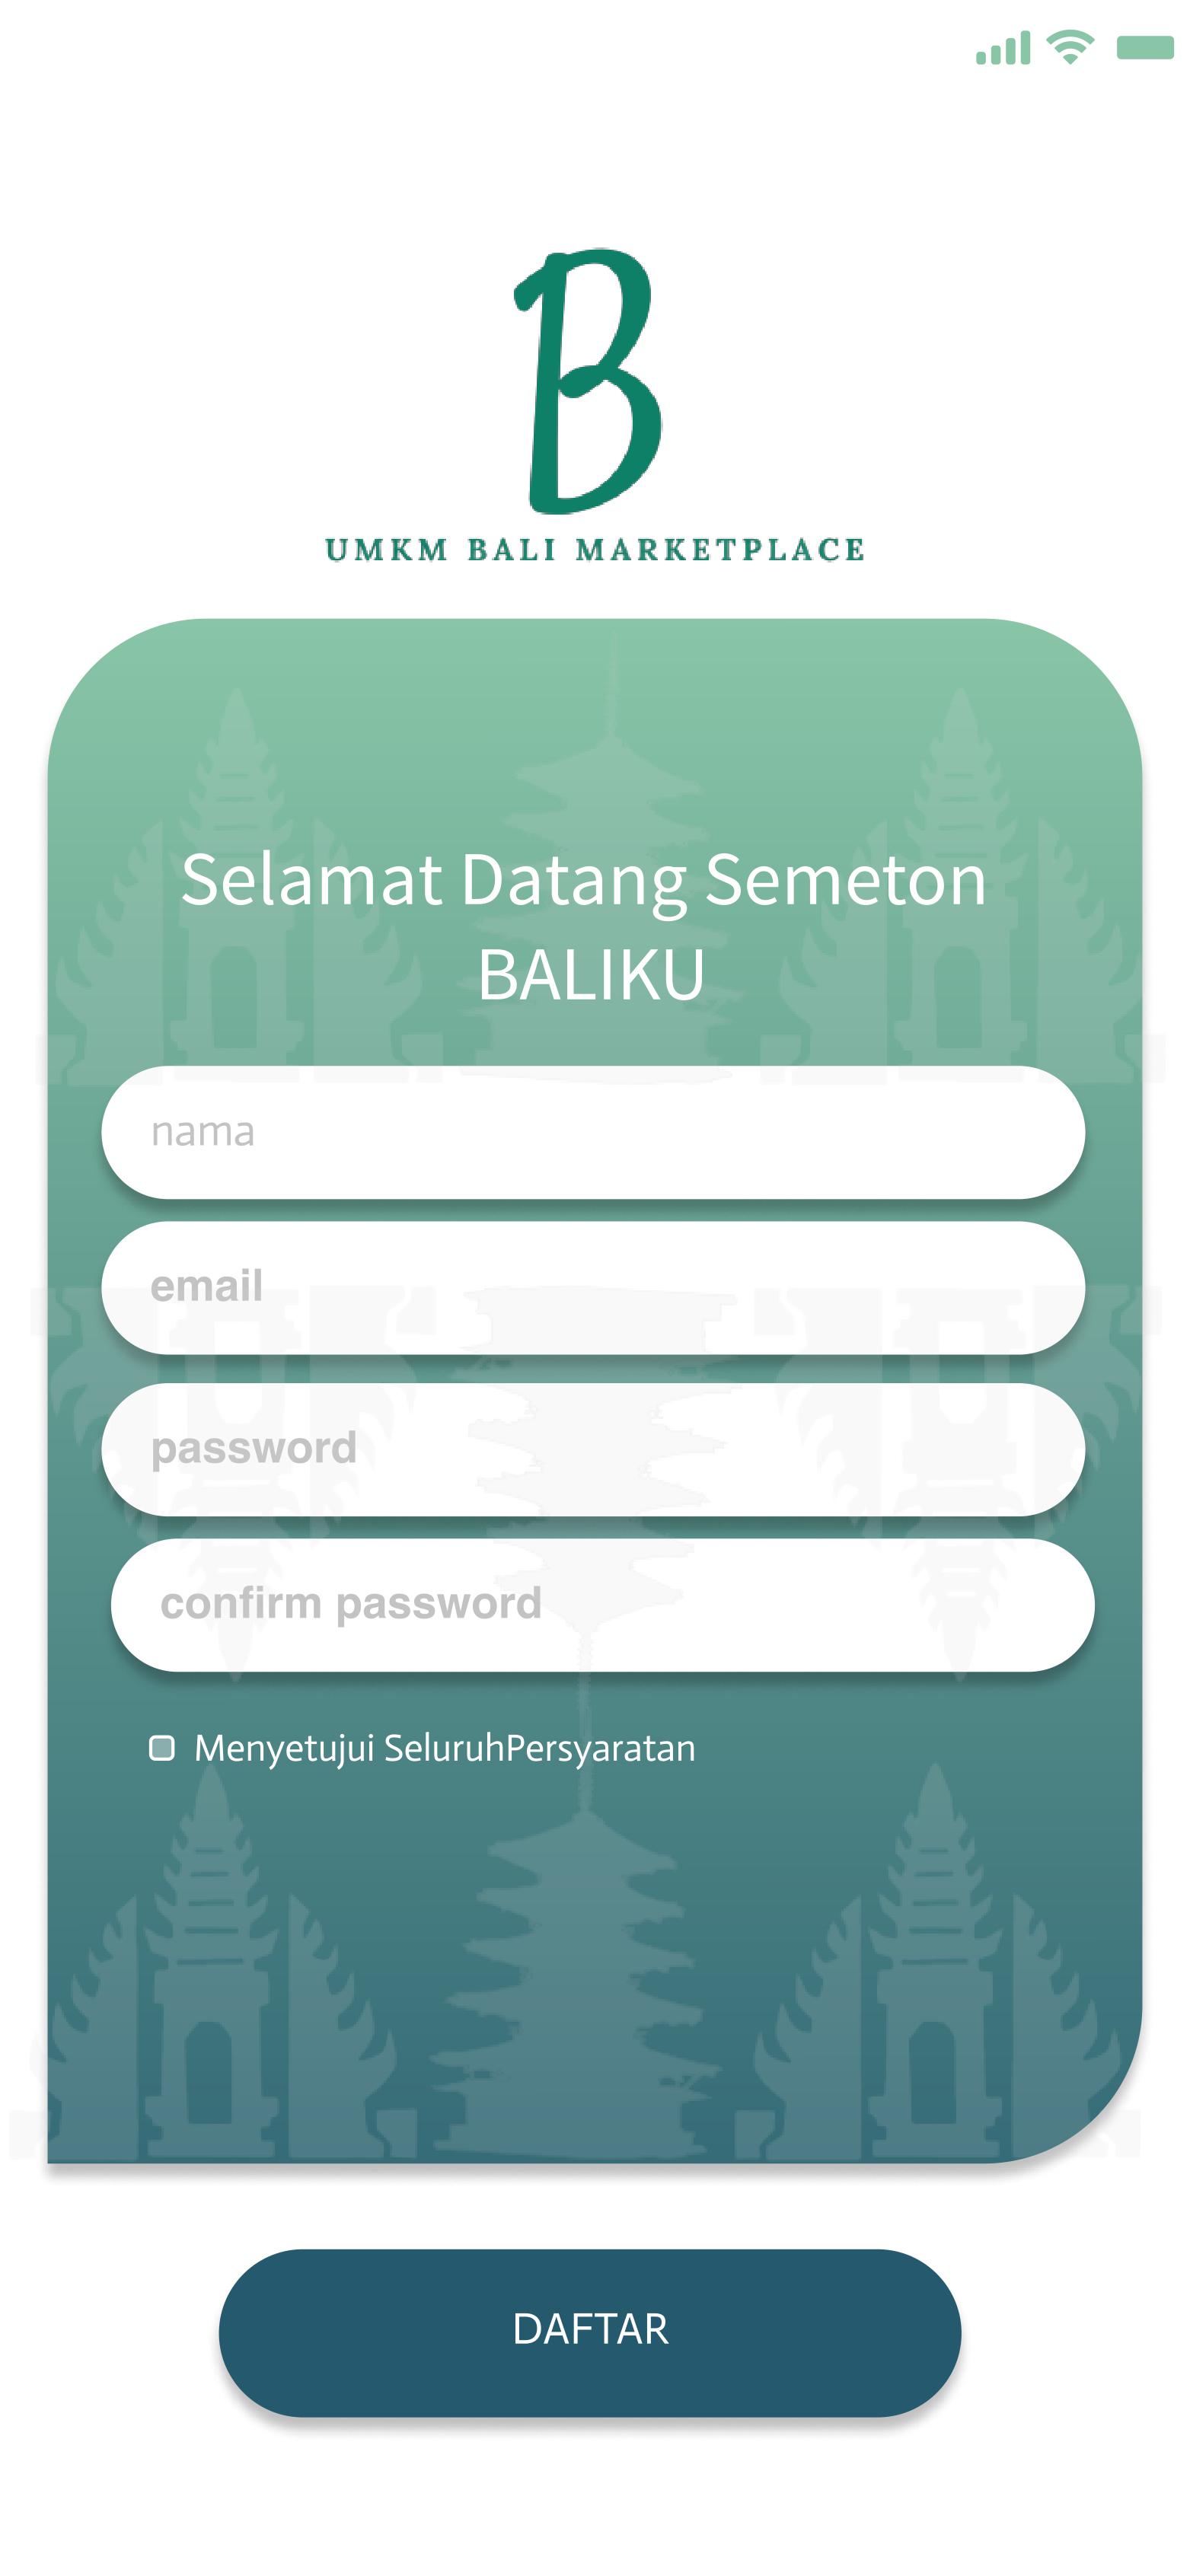 B
UMKM BALI MARKETPLACE
Selamat Datang Semeton
BALIKU
nama
email
password
confirm password
Menyetujui SeluruhPersyaratan
DAFTAR